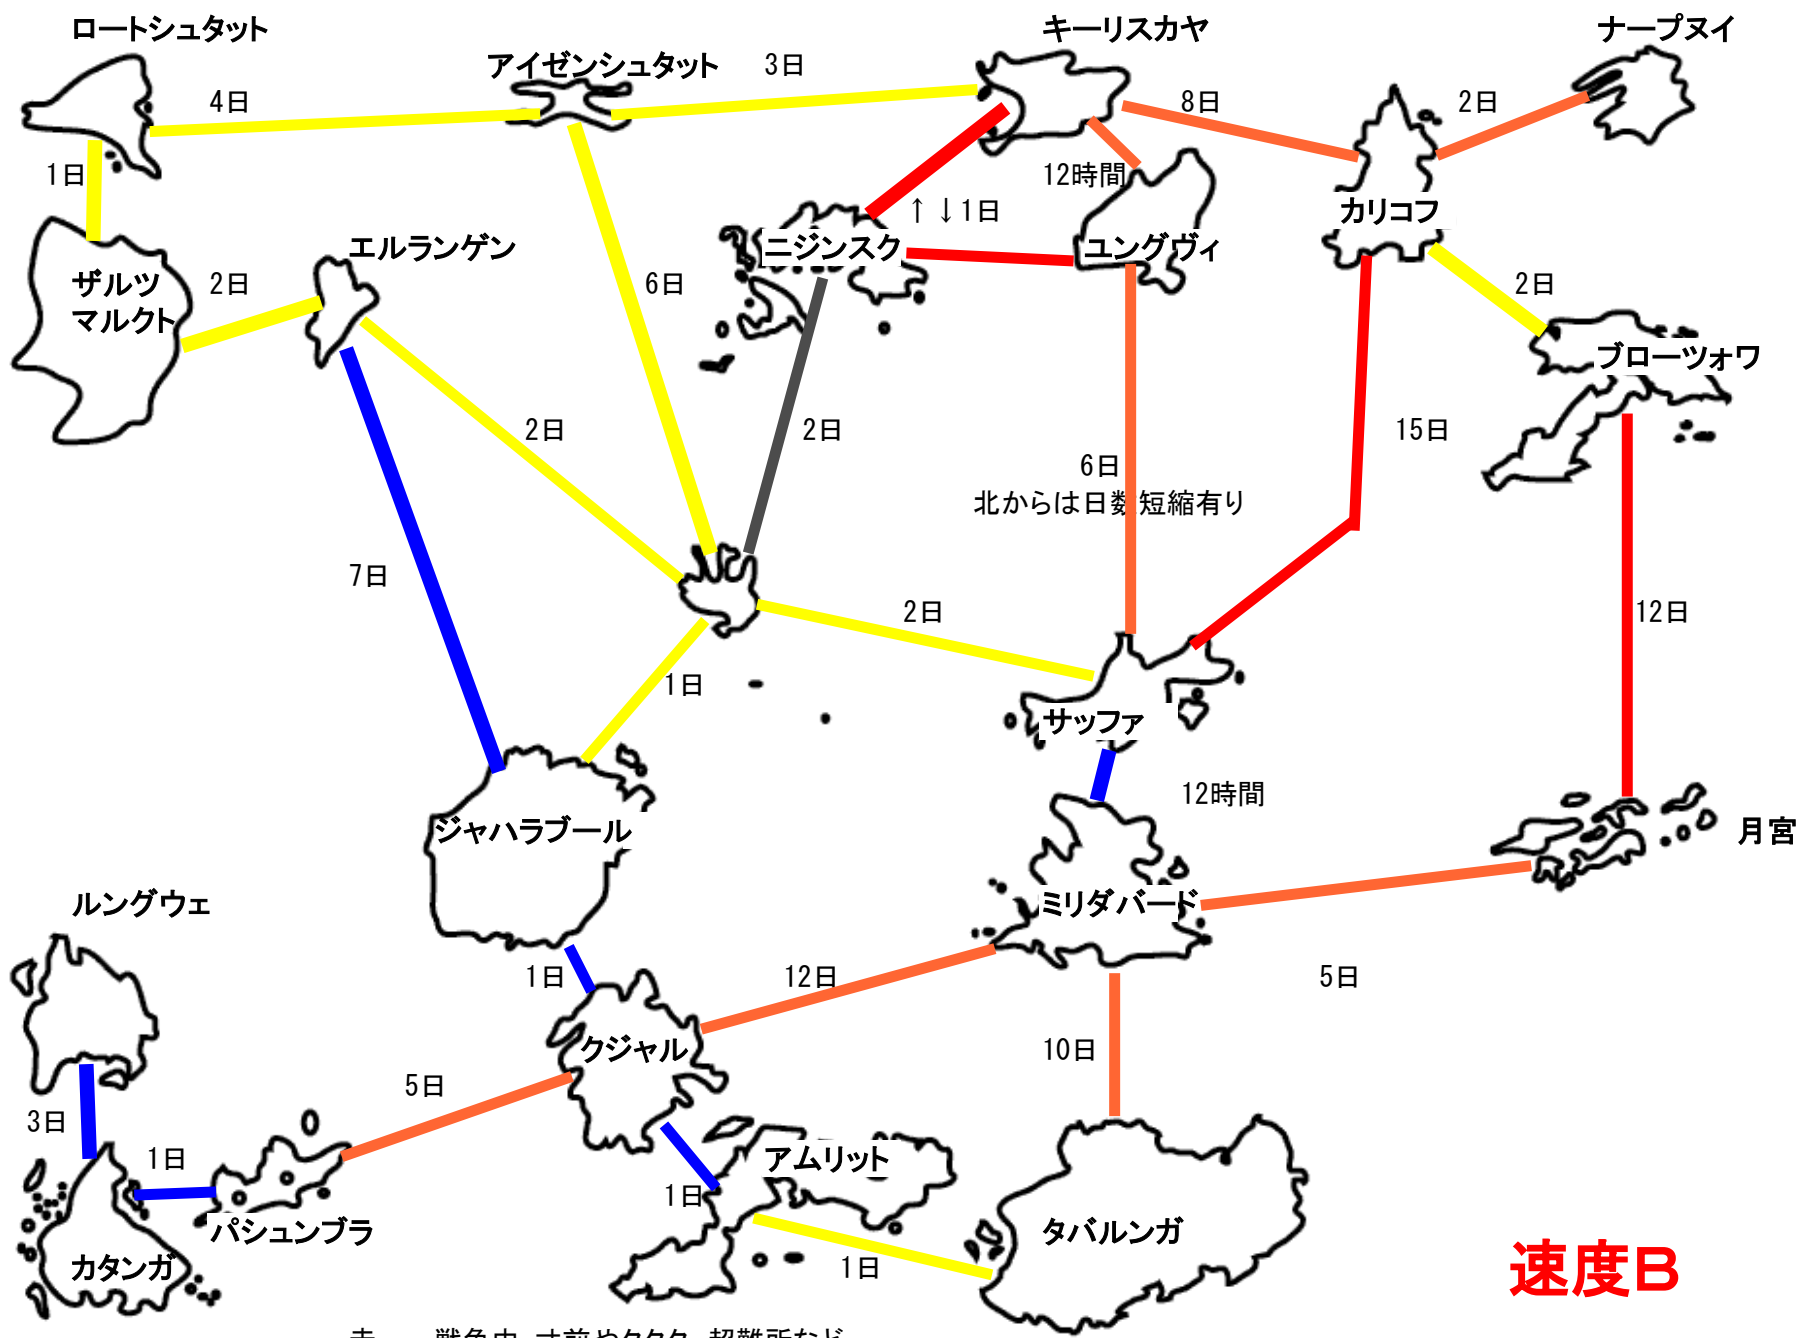 ロートシュタット
アイゼンシュタット
キーリスカヤ
ナープヌイ
4日
3日
8日
2日
1日
12時間
↑↓1日
カリコフ
エルランゲン
ニジンスク
ユングヴィ
ザルツ
マルクト
2日
6日
2日
ブローツォワ
2日
2日
6日
北からは日数短縮有り
15日
7日
2日
12日
1日
サッファ
12時間
ジャハラブール
月宮
ルングウェ
ミリダバード
1日
12日
5日
クジャル
10日
5日
3日
1日
アムリット
1日
パシュンブラ
タバルンガ
カタンガ
1日
速度B